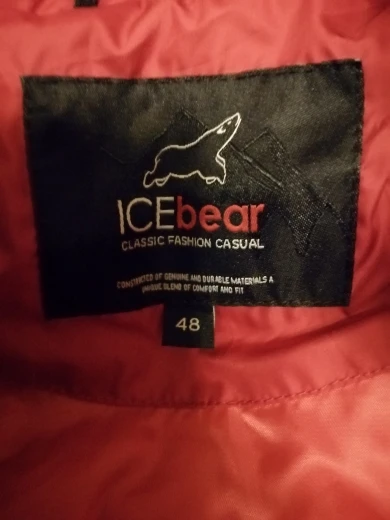 ICEbear
CLASSIC FASHION CASUAL
CONSTRUCTED OF GENUINE AND DURABLE MATERIALS A
UNIQUE BLEND OF COMFORT AND FIT
48